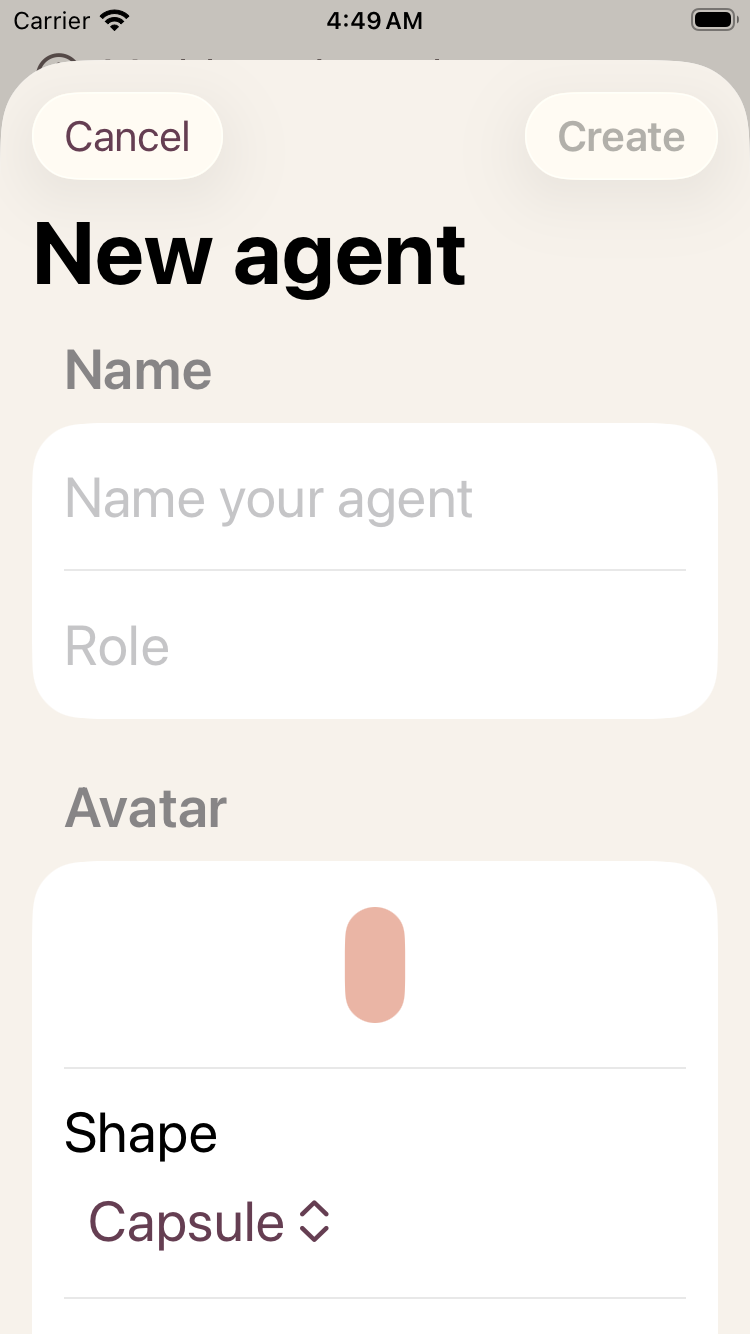 Carrier 4:49 AM
Cancel Create
New agent
Name
Name your agent
Role
Avatar
Shape
Capsule